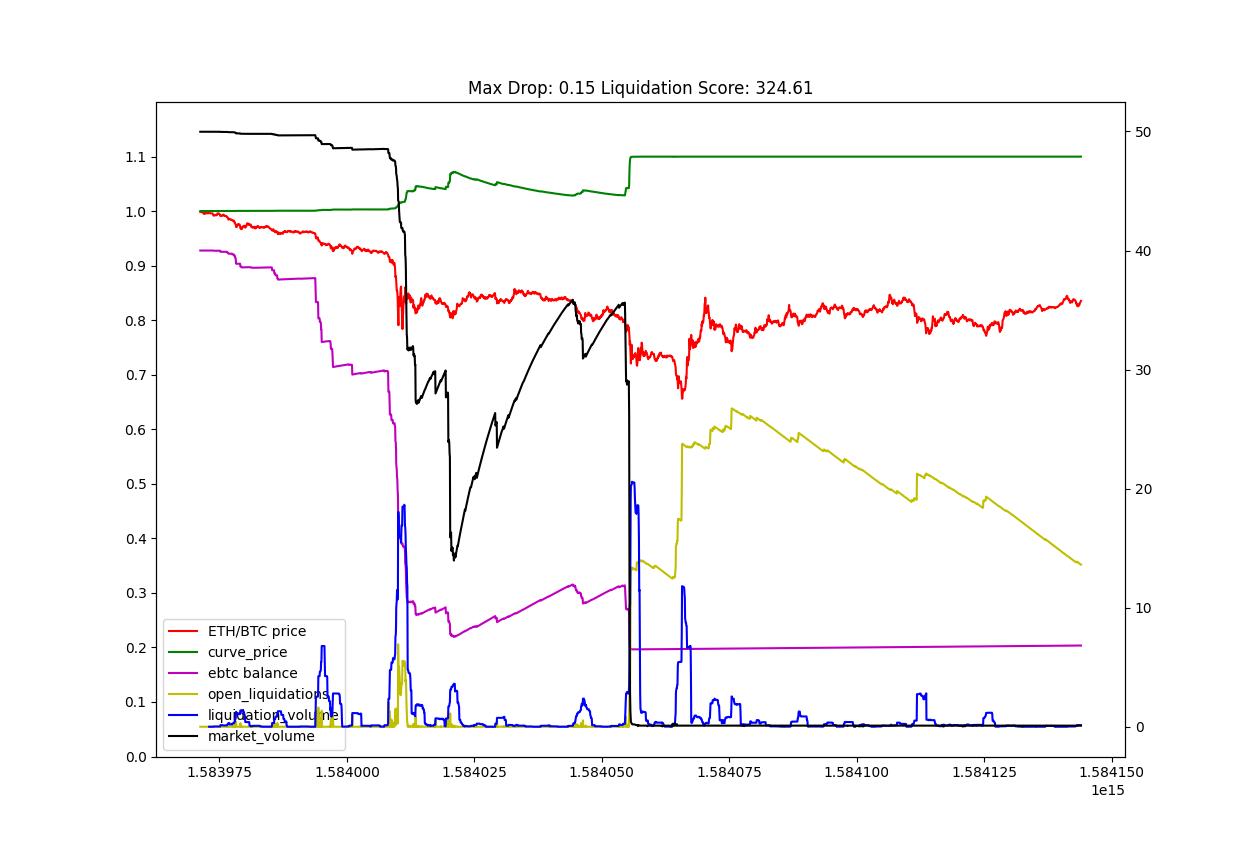 Max Drop: 0.15 Liquidation Score: 324.61
1.1
1.0
0.9
0.8
0.7
0.6
0.5
0.4
0.3
0.2
0.1
0.0
50
40
30
20
10
0
ETH/BTC price
curve_price
ebtc balance
open_liquidations
liquidation_volume
market_volume
1.583975 1.584000 1.584025 1.584050 1.584075 1.584100 1.584125 1.584150
1e15